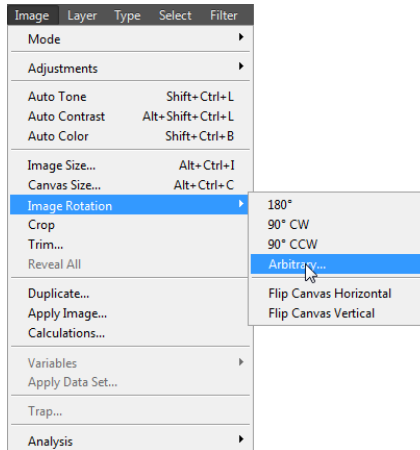 Image Layer Type Select Filter
Mode
Adjustments
Auto Tone Shift+Ctrl+L
Auto Contrast Alt+Shift+Ctrl+L
Auto Color Shift+Ctrl+B
Image Size... Alt+Ctrl+I
Canvas Size... Alt+Ctrl+C
Image Rotation
Crop
Trim...
Reveal All
Duplicate...
Apply Image...
Calculations...
Variables
Apply Data Set...
Trap...
Analysis
180°
90° CW
90° CCW
Arbitrary...
Flip Canvas Horizontal
Flip Canvas Vertical